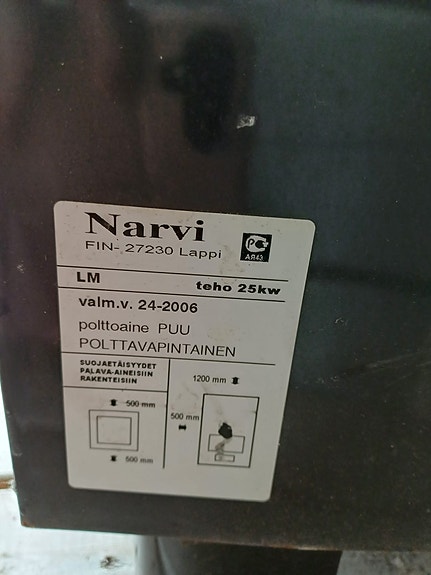 Narvi
FIN- 27230 Lappi
АЯ43
LM
teho 25kw
valm.v. 24-2006
polttoaine PUU
POLTTAVAPINTAINEN
SUOJAETÄISYYDET
PALAVA-AINEISIIN
RAKENTEISIIN
500 mm
500 mm
1200 mm
500 mm